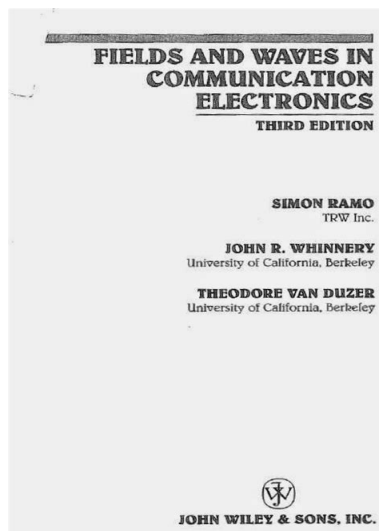 FIELDS AND WAVES IN
COMMUNICATION
ELECTRONICS
THIRD EDITION
SIMON RAMO
TRW Inc.
JOHN R. WHINNERY
University of California, Berkeley
THEODORE VAN DUZER
University of California, Berkeley
JOHN WILEY & SONS, INC.